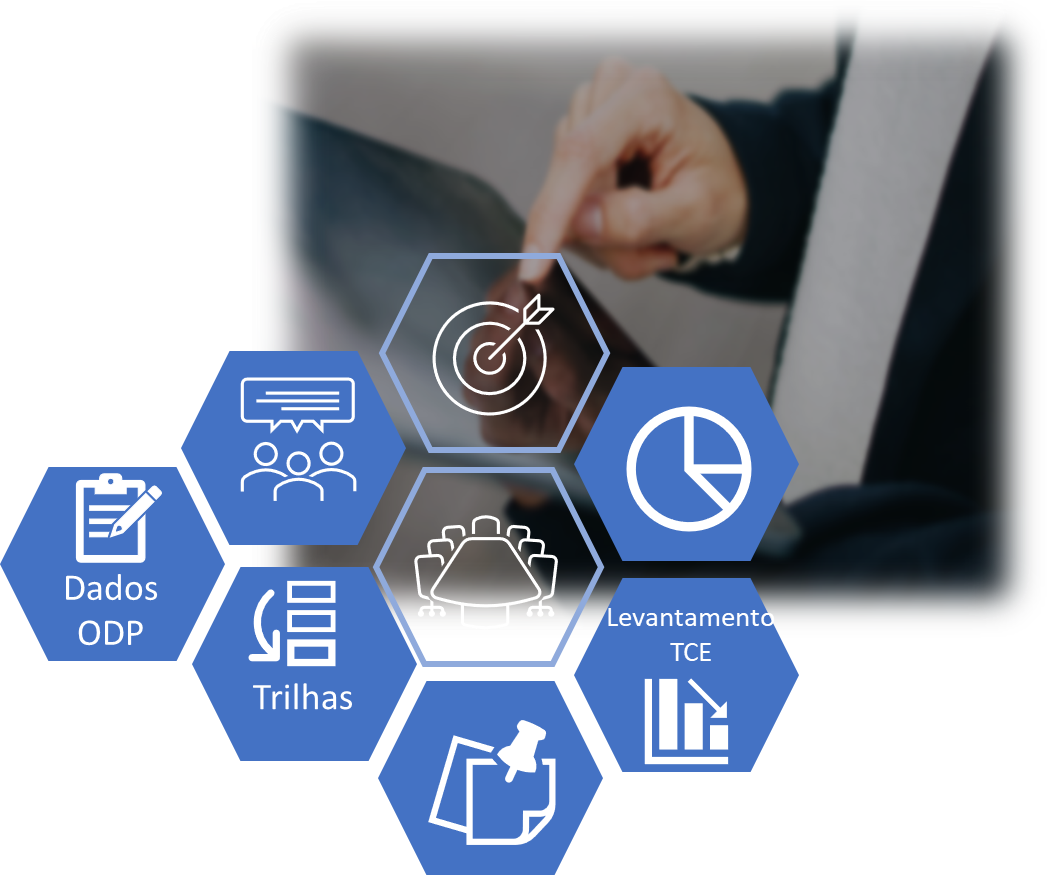 Dados
ODP
Trilhas
Levantamento
TCE